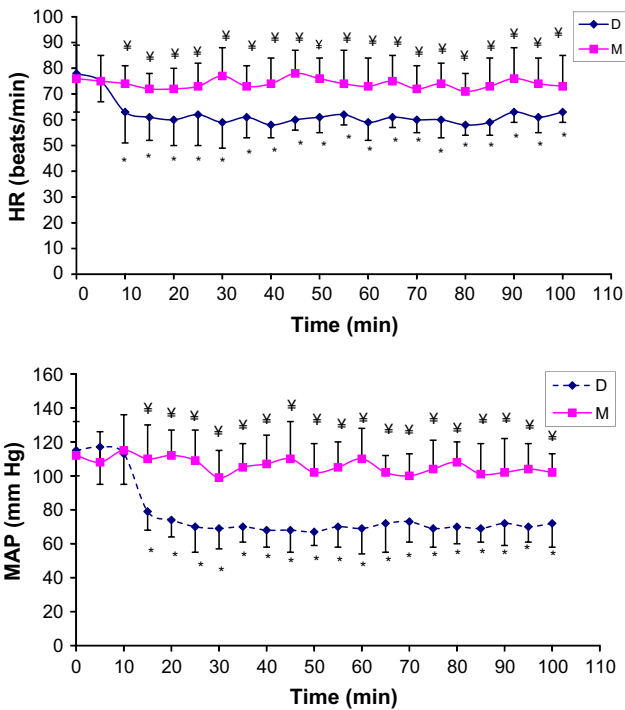 HR (beats/min)
100
90
80
70
60
50
40
30
20
10
0
¥ ¥ ¥ ¥ ¥ ¥ ¥ ¥ ¥ ¥ ¥ ¥ ¥ ¥ ¥ ¥ ¥ ¥ ¥
* * * * * * * * * * * * * * * * * * *
D
M
0 10 20 30 40 50 60 70 80 90 100 110
Time (min)
MAP (mm Hg)
160
140
120
100
80
60
40
20
0
¥ ¥ ¥ ¥ ¥ ¥ ¥ ¥ ¥ ¥ ¥ ¥ ¥ ¥ ¥ ¥ ¥ ¥
* * * * * * * * * * * * * * * * * *
D
M
0 10 20 30 40 50 60 70 80 90 100 110
Time (min)